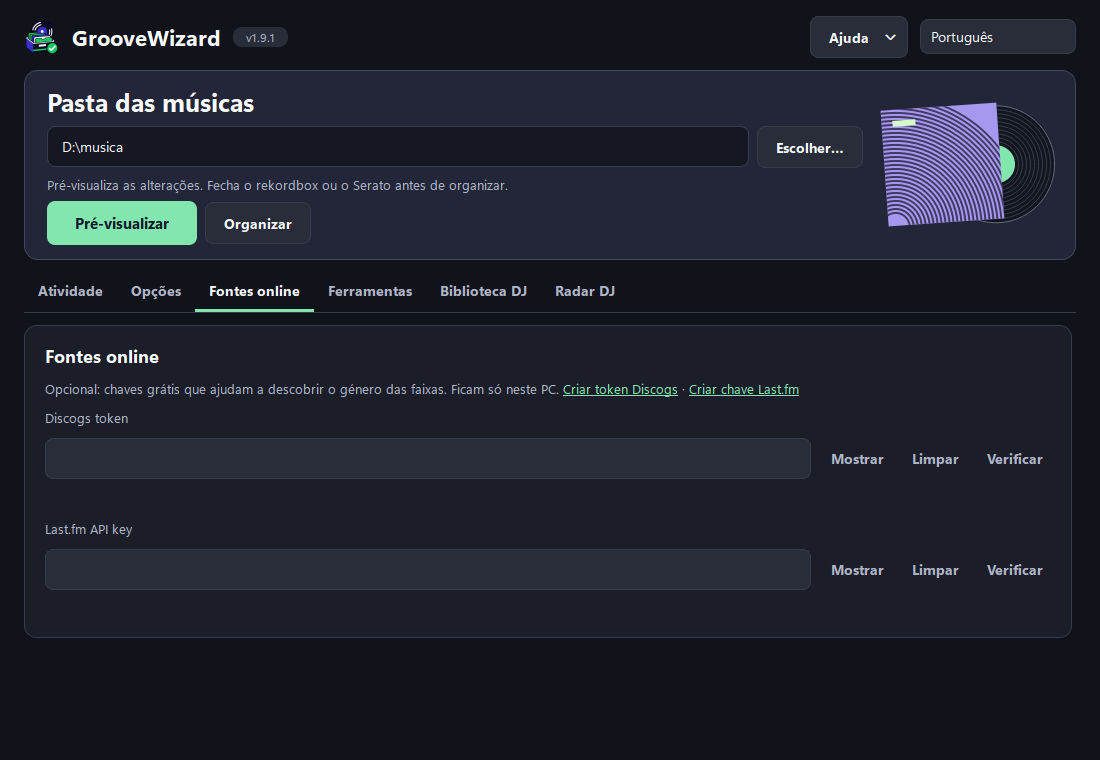 GrooveWizard v1.9.1 Ajuda Português
Pasta das músicas
D:\musica Escolher...
Pré-visualiza as alterações. Fecha o rekordbox ou o Serato antes de organizar.
Pré-visualizar Organizar
Atividade Opções Fontes online Ferramentas Biblioteca DJ Radar DJ
Fontes online
Opcional: chaves grátis que ajudam a descobrir o género das faixas. Ficam só neste PC. Criar token Discogs · Criar chave Last.fm
Discogs token
Mostrar Limpar Verificar
Last.fm API key
Mostrar Limpar Verificar